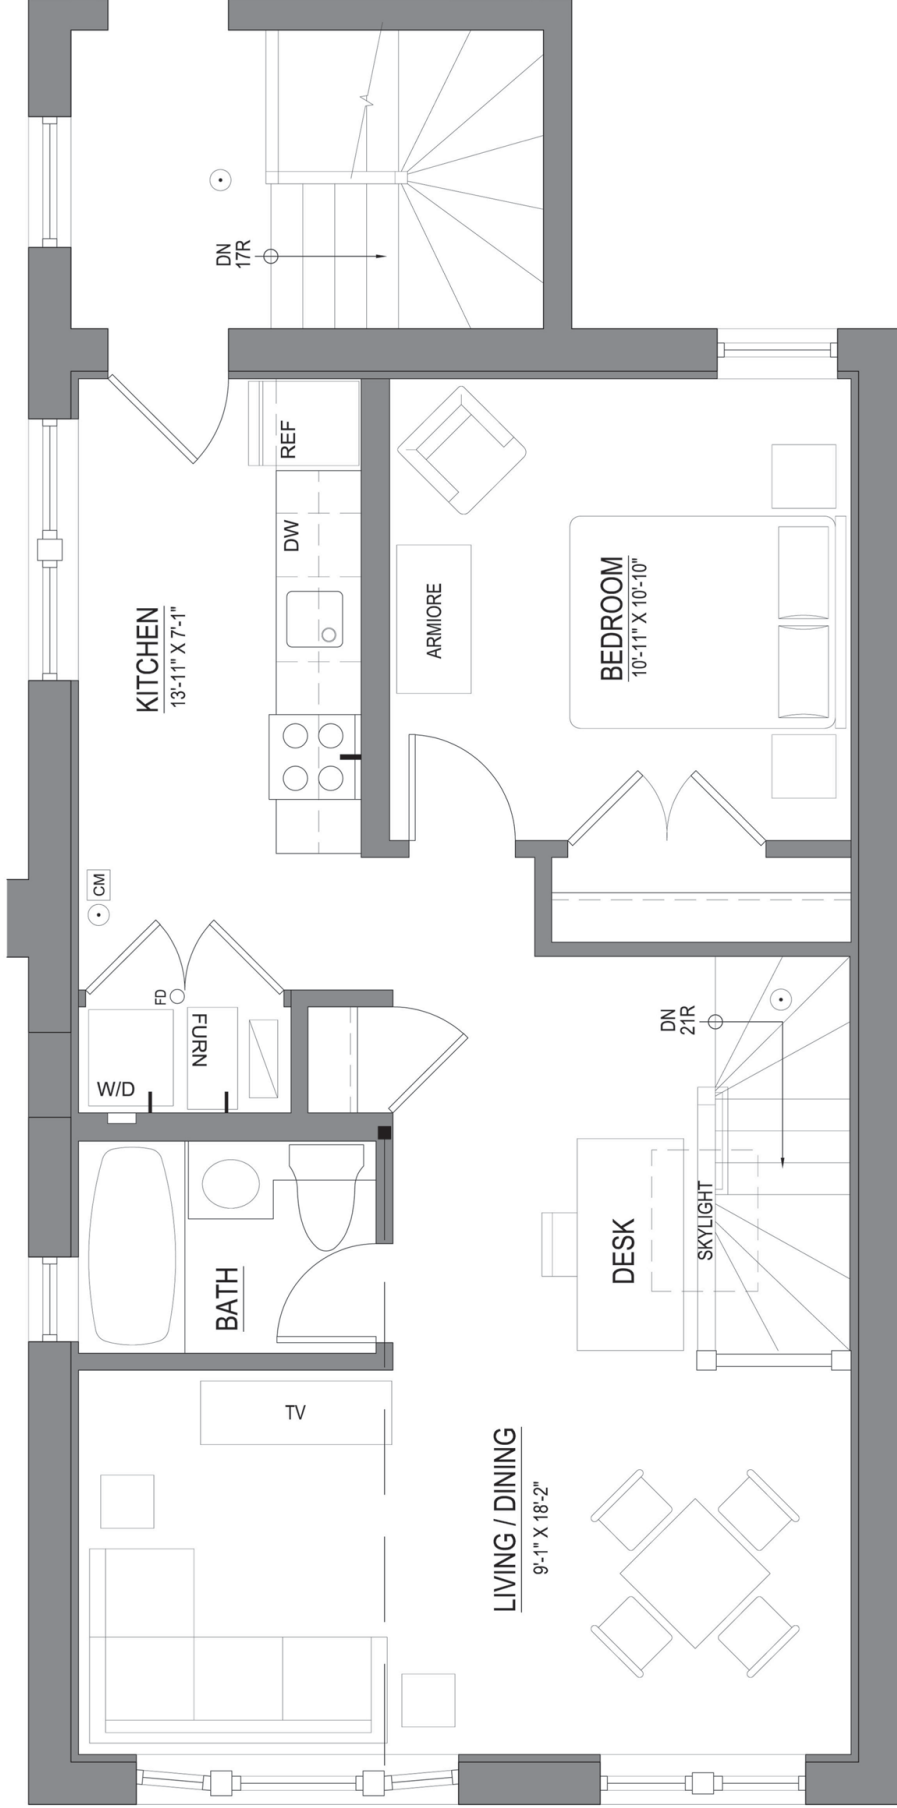 DN
17R
REF
DW
KITCHEN
13'-11" X 7'-1"
ARMIORE
BEDROOM
10'-11" X 10'-10"
CM
FD
FURN
W/D
DN
21R
SKYLIGHT
DESK
BATH
TV
LIVING / DINING
9'-1" X 18'-2"